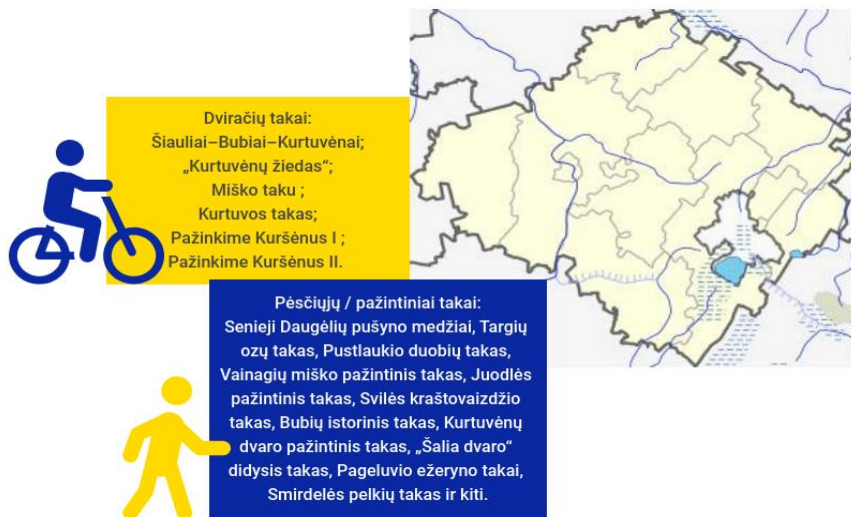 Dviračių takai:
Šiauliai–Bubiai–Kurtuvėnai;
„Kurtuvėnų žiedas“;
Miško taku ;
Kurtuvos takas;
Pažinkime Kuršėnus I ;
Pažinkime Kuršėnus II.
Pėsčiųjų / pažintiniai takai:
Senieji Daugėlių pušyno medžiai, Targių
ozų takas, Pustlaukio duobių takas,
Vainagių miško pažintinis takas, Juodlės
pažintinis takas, Svilės kraštovaizdžio
takas, Bubių istorinis takas, Kurtuvėnų
dvaro pažintinis takas, „Šalia dvaro“
didysis takas, Pageluvio ežeryno takai,
Smirdelės pelkių takas ir kiti.